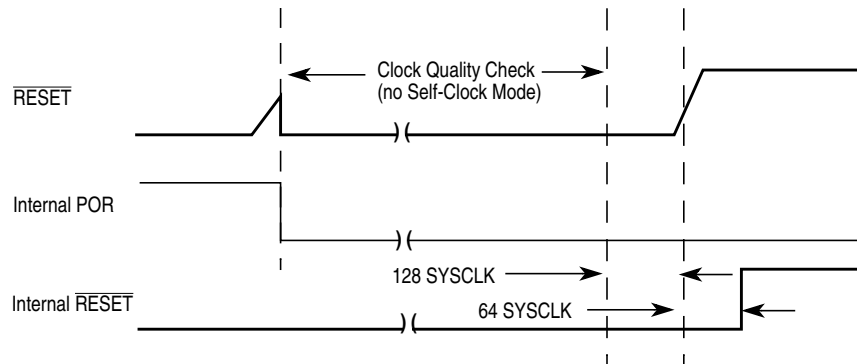 Clock Quality Check
(no Self-Clock Mode)
RESET
Internal POR
128 SYSCLK
Internal RESET
64 SYSCLK